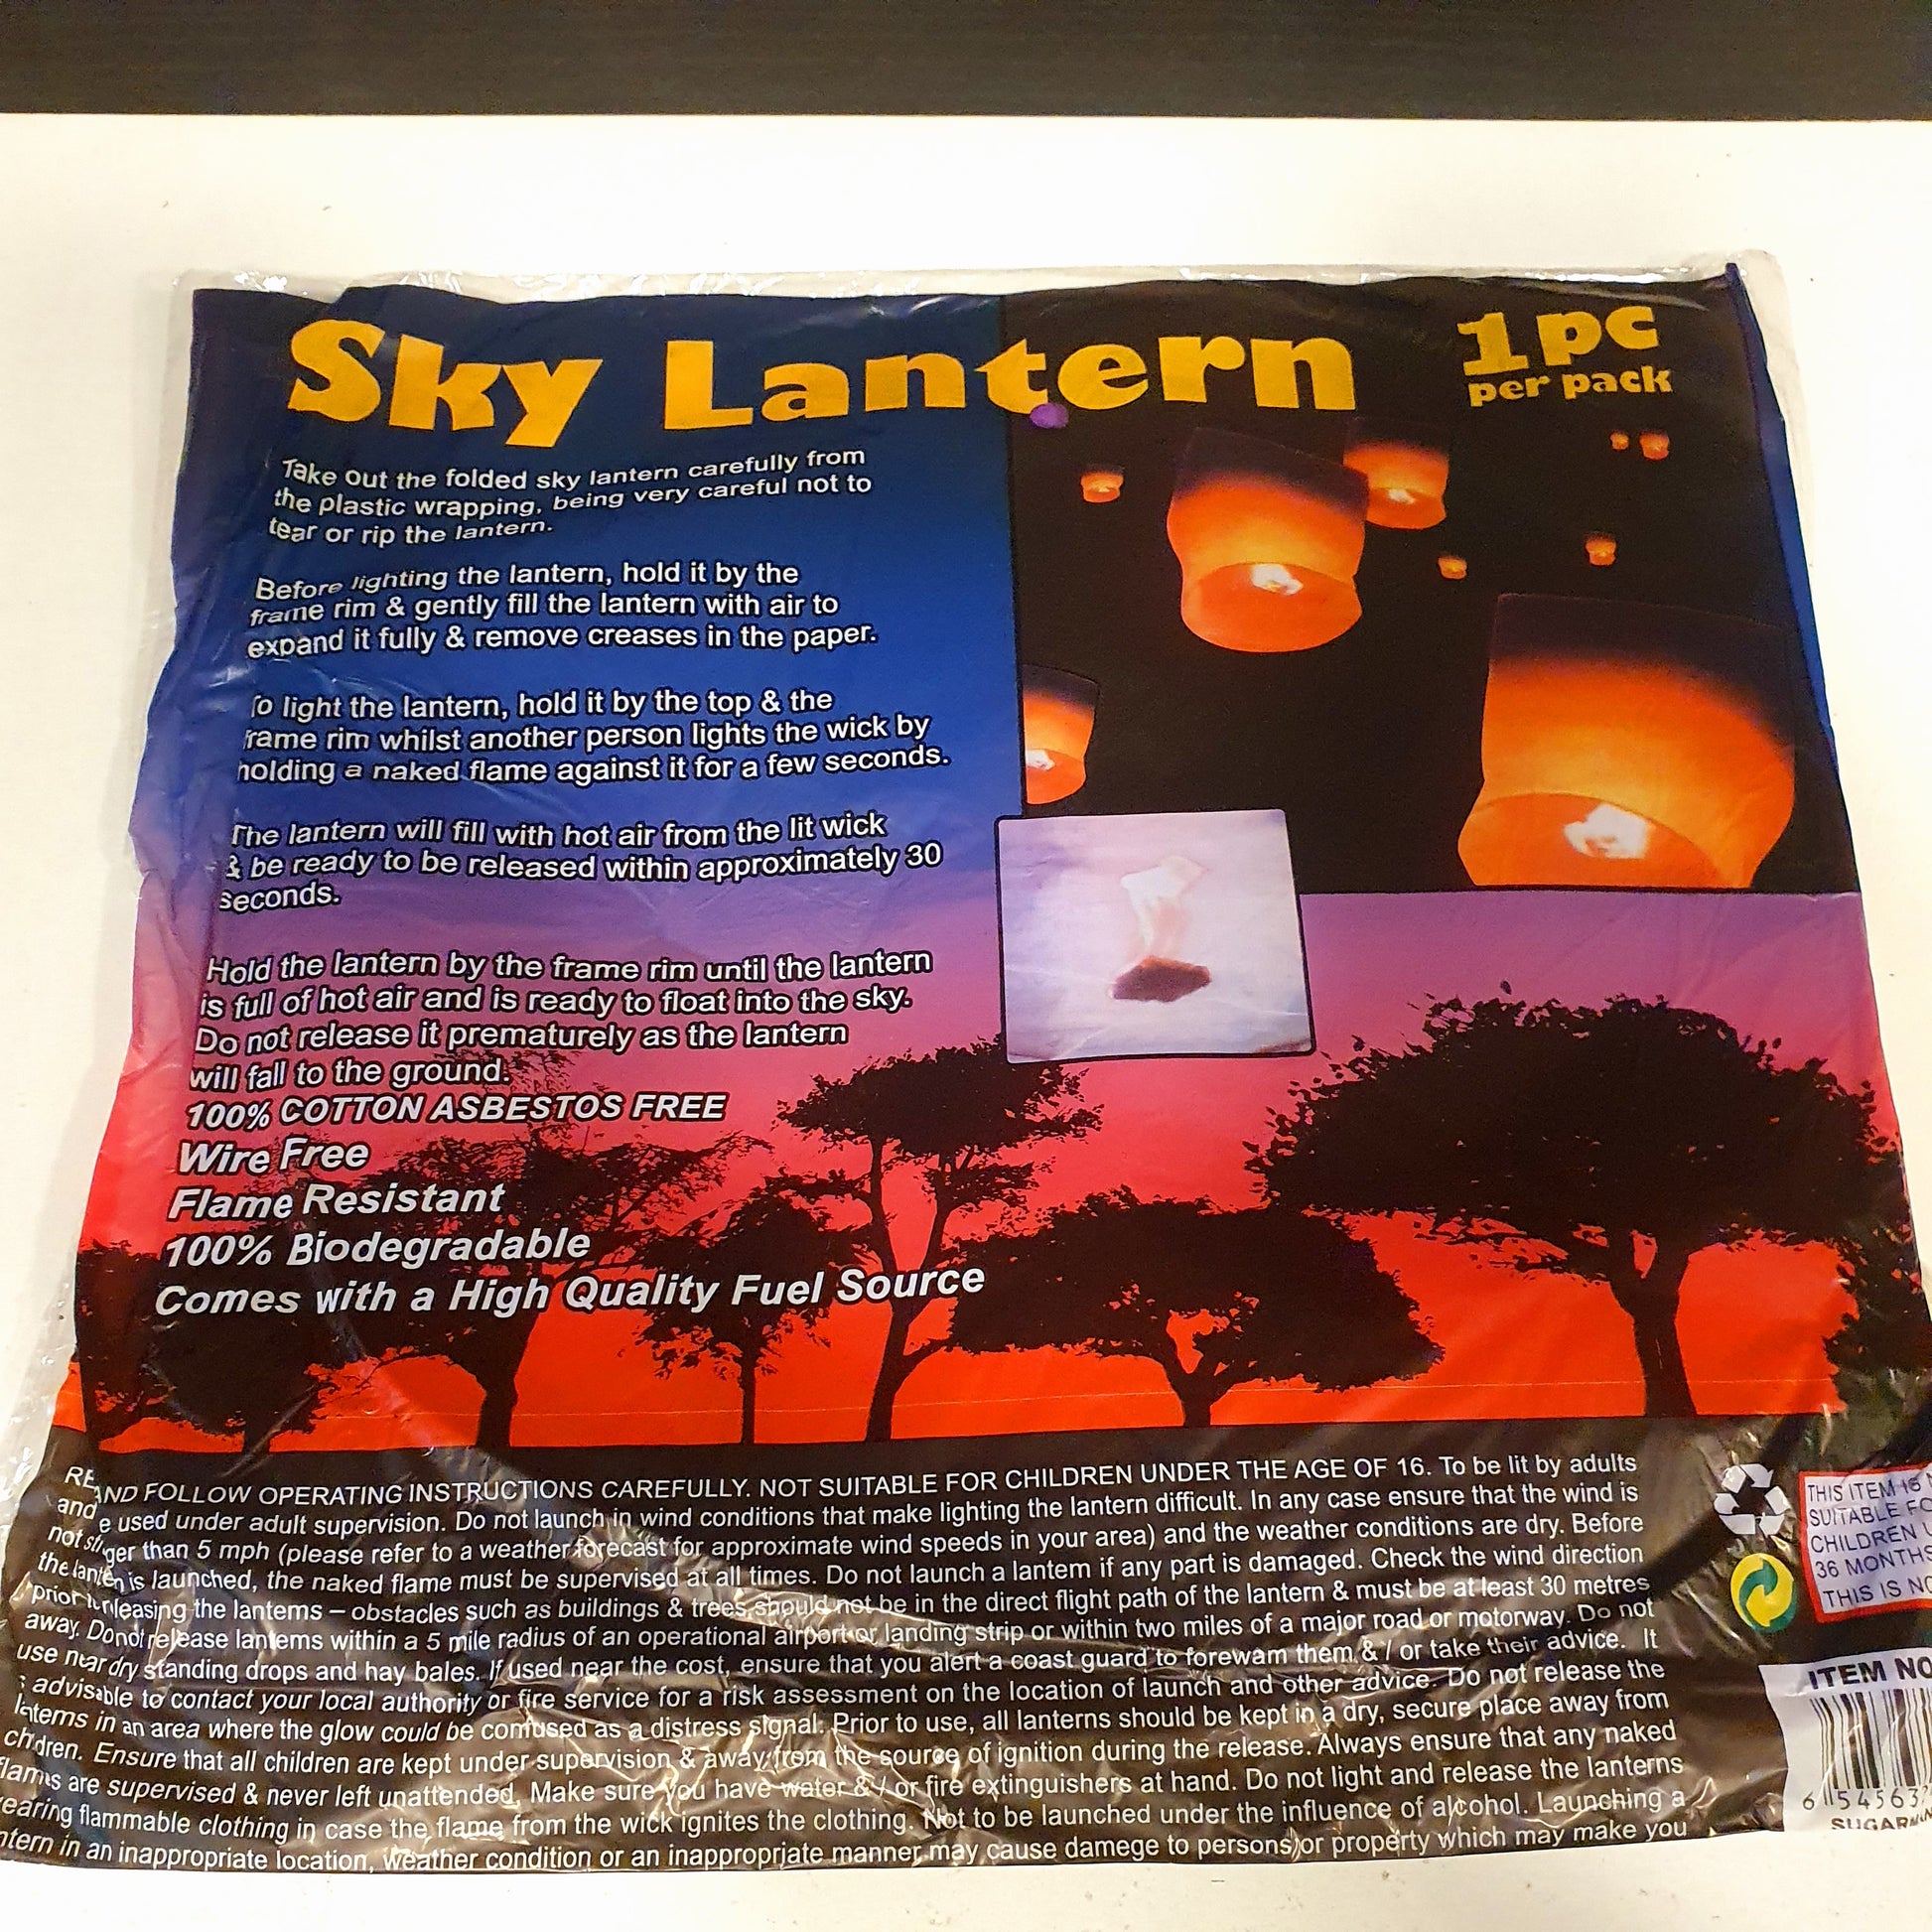 Sky Lantern
1pc
per pack
Take out the folded sky lantern carefully from
the plastic wrapping, being very careful not to
tear or rip the lantern.
Before lighting the lantern, hold it by the
frame rim & gently fill the lantern with air to
expand it fully & remove creases in the paper.
To light the lantern, hold it by the top & the
frame rim whilst another person lights the wick by
holding a naked flame against it for a few seconds.
The lantern will fill with hot air from the lit wick
& be ready to be released within approximately 30
seconds.
Hold the lantern by the frame rim until the lantern
is full of hot air and is ready to float into the sky.
Do not release it prematurely as the lantern
will fall to the ground.
100% COTTON ASBESTOS FREE
Wire Free
Flame Resistant
100% Biodegradable
Comes with a High Quality Fuel Source
AND FOLLOW OPERATING INSTRUCTIONS CAREFULLY. NOT SUITABLE FOR CHILDREN UNDER THE AGE OF 16. To be lit by adults
and used under adult supervision. Do not launch in wind conditions that make lighting the lantern difficult. In any case ensure that the wind is
not than 5 mph (please refer to a weather forecast for approximate wind speeds in your area) and the weather conditions are dry. Before
the is launched, the naked flame must be supervised at all times. Do not launch a lantern if any part is damaged. Check the wind direction
prior the lanterns – obstacles such as buildings & trees should not be in the direct flight path of the lantern & must be at least 30 metres
away. Do not release lanterns within a 5 mile radius of an operational airport or landing strip or within two miles of a major road or motorway. Do not
use near dry standing drops and hay bales. If used near the cost, ensure that you alert a coast guard to forewarn them & / or take their advice. It
advisable to contact your local authority or fire service for a risk assessment on the location of launch and other advice. Do not release the
in an area where the glow could be comfused as a distress signal. Prior to use, all lanterns should be kept in a dry, secure place away from
children. Ensure that all children are kept under supervision & away from the source of ignition during the release. Always ensure that any naked
flames are supervised & never left unattended. Make sure you have water & / or fire extinguishers at hand. Do not light and release the lanterns
earing flammable clothing in case the flame from the wick ignites the clothing. Not to be launched under the influence of alcohol. Launching a
ntern in an inappropriate location, weather condition or an inappropriate manner may cause damege to persons or property which may make you
THIS ITEM IS
SUITABLE FO
CHILDREN
36 MONTHS
THIS IS NO
ITEM NO
6 54563